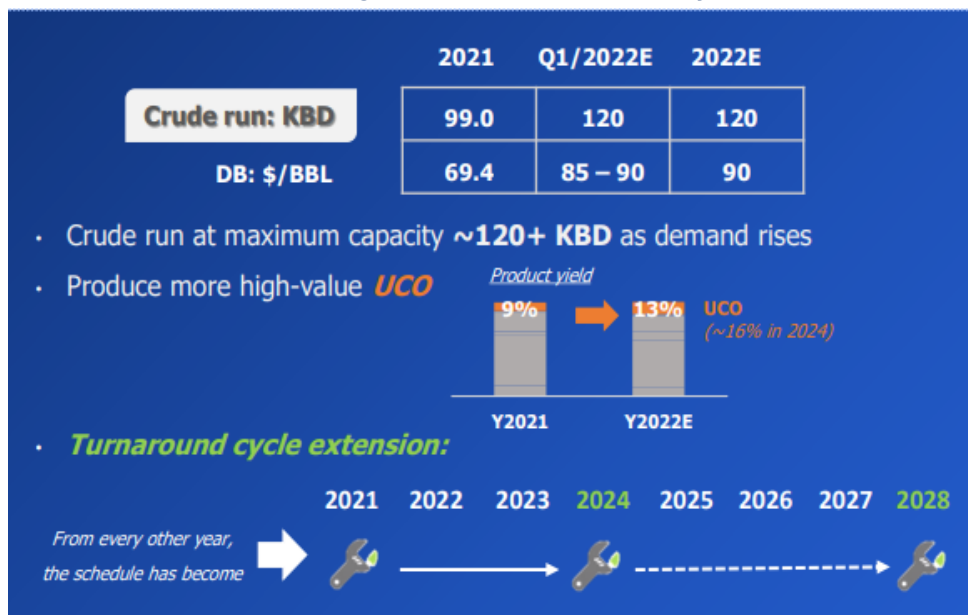 2021 Q1/2022E 2022E
Crude run: KBD 99.0 120 120
DB: $/BBL 69.4 85 – 90 90
• Crude run at maximum capacity ~120+ KBD as demand rises
• Produce more high-value UCO
Product yield
9% 13% UCO
(~16% in 2024)
Y2021 Y2022E
• Turnaround cycle extension:
2021 2022 2023 2024 2025 2026 2027 2028
From every other year,
the schedule has become